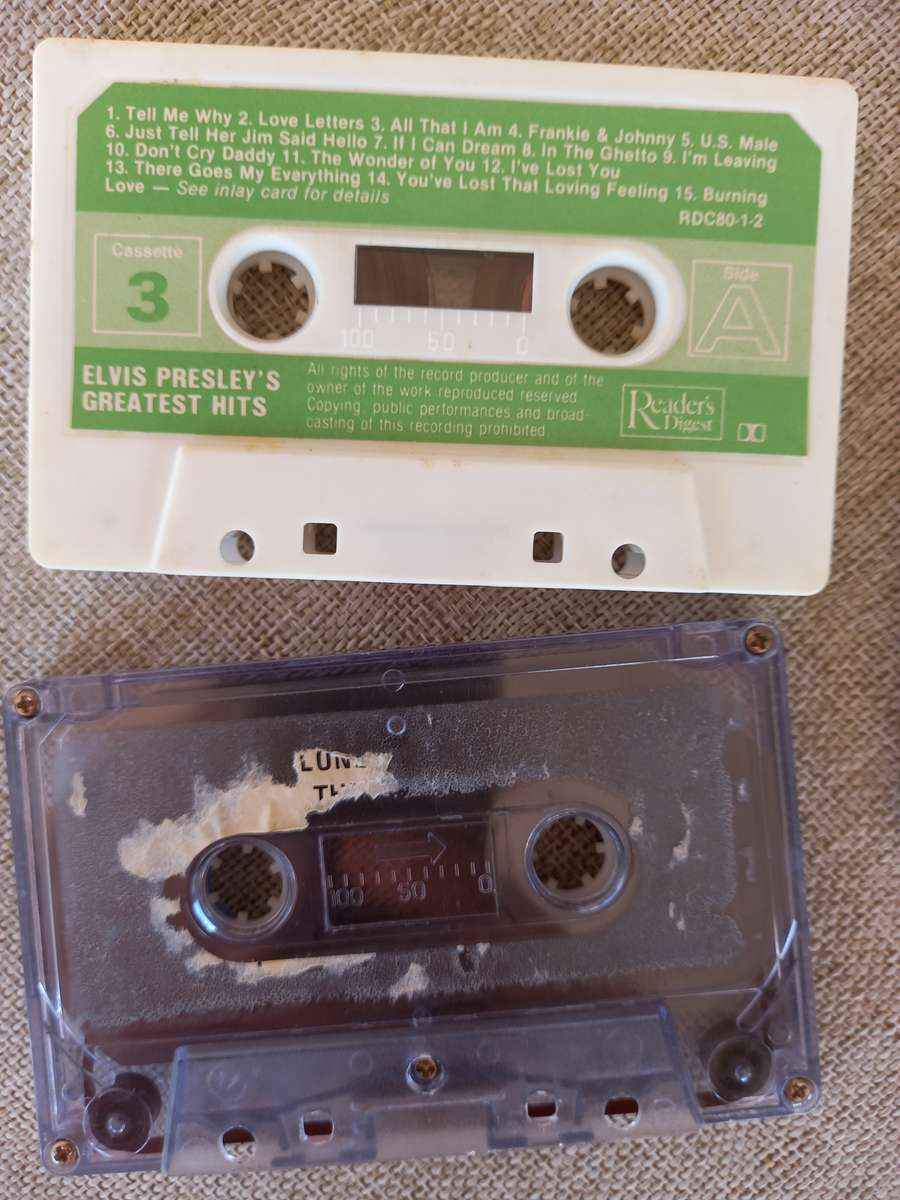 1. Tell Me Why 2. Love Letters 3. All That I Am 4. Frankie & Johnny 5. U.S. Male
6. Just Tell Her Jim Said Hello 7. If I Can Dream 8. In The Ghetto 9. I'm Leaving
10. Don't Cry Daddy 11. The Wonder of You 12. I've Lost You
13. There Goes My Everything 14. You've Lost That Loving Feeling 15. Burning
Love — See inlay card for details
RDC80-1-2
Cassette
3
Side
A
100 50 0
ELVIS PRESLEY'S
GREATEST HITS
All rights of the record producer and of the
owner of the work reproduced reserved
Copying, public performances and broad-
casting of this recording prohibited
Reader's
Digest
100 50 0